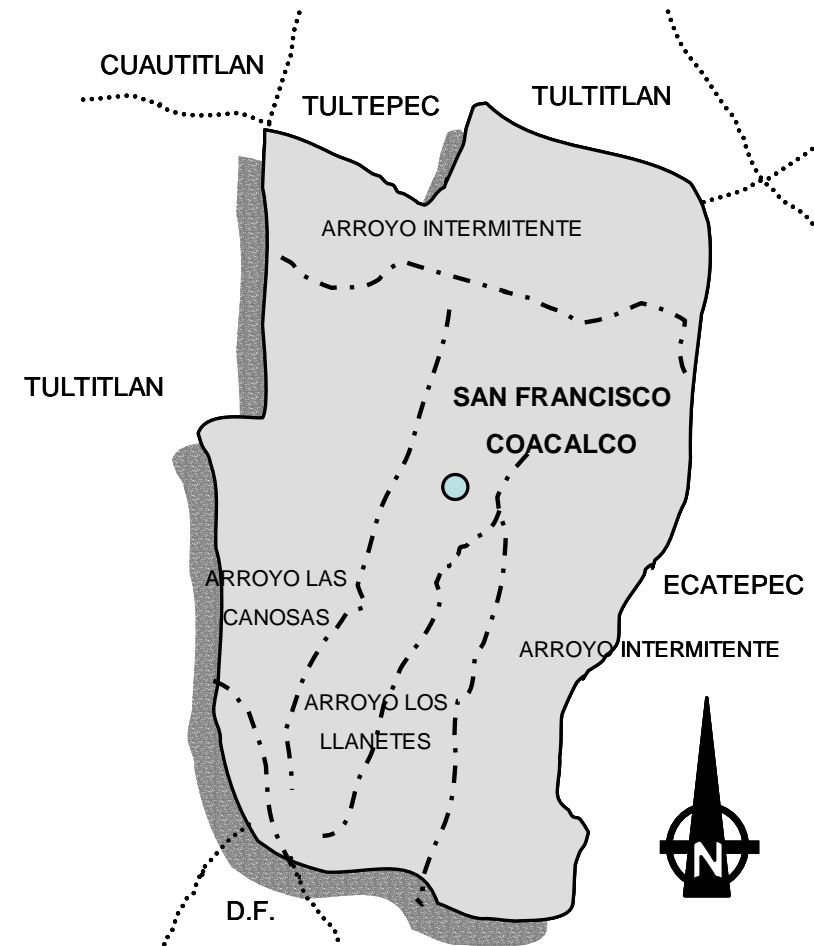 CUAUTITLAN
TULTEPEC
TULTITLAN
ARROYO INTERMITENTE
TULTITLAN
SAN FRANCISCO
COACALCO
ARROYO LAS
CANOSAS
ECATEPEC
ARROYO INTERMITENTE
ARROYO LOS
LLANETES
N
D.F.